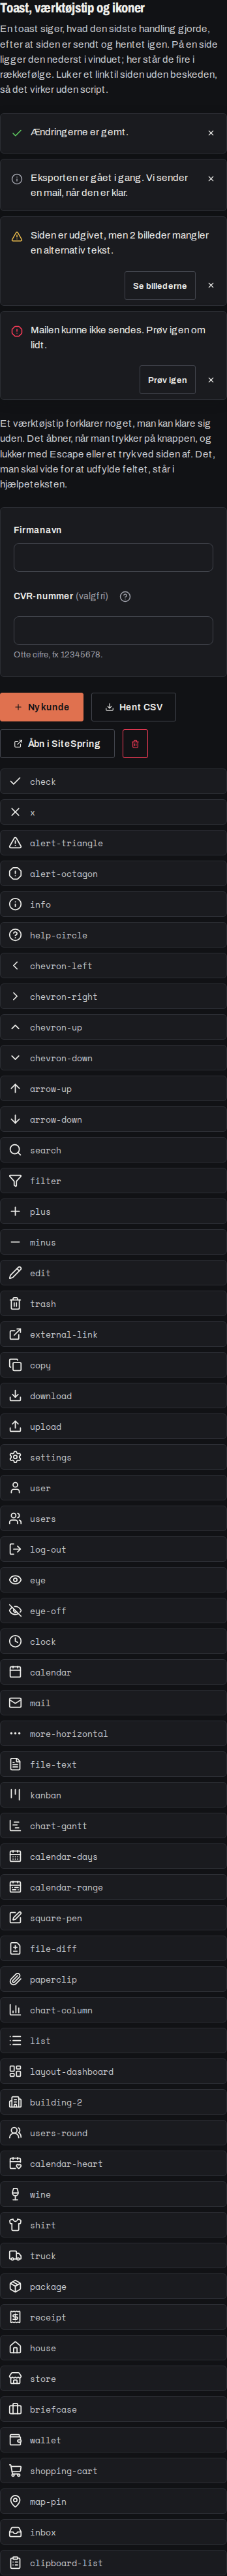 Toast, værktøjstip og ikoner
En toast siger, hvad den sidste handling gjorde,
efter at siden er sendt og hentet igen. På en side
ligger den nederst i vinduet; her står de fire i
rækkefølge. Luk er et link til siden uden beskeden,
så det virker uden script.
Ændringerne er gemt.
Eksporten er gået i gang. Vi sender
en mail, når den er klar.
Siden er udgivet, men 2 billeder mangler
en alternativ tekst.
Se billederne
Mailen kunne ikke sendes. Prøv igen om
lidt.
Prøv igen
Et værktøjstip forklarer noget, man kan klare sig
uden. Det åbner, når man trykker på knappen, og
lukker med Escape eller et tryk ved siden af. Det,
man skal vide for at udfylde feltet, står i
hjælpeteksten.
Firmanavn
CVR-nummer (valgfri)
Otte cifre, fx 12345678.
Ny kunde
Hent CSV
Åbn i SiteSpring
check
x
alert-triangle
alert-octagon
info
help-circle
chevron-left
chevron-right
chevron-up
chevron-down
arrow-up
arrow-down
search
filter
plus
minus
edit
trash
external-link
copy
download
upload
settings
user
users
log-out
eye
eye-off
clock
calendar
mail
more-horizontal
file-text
kanban
chart-gantt
calendar-days
calendar-range
square-pen
file-diff
paperclip
chart-column
list
layout-dashboard
building-2
users-round
calendar-heart
wine
shirt
truck
package
receipt
house
store
briefcase
wallet
shopping-cart
map-pin
inbox
clipboard-list